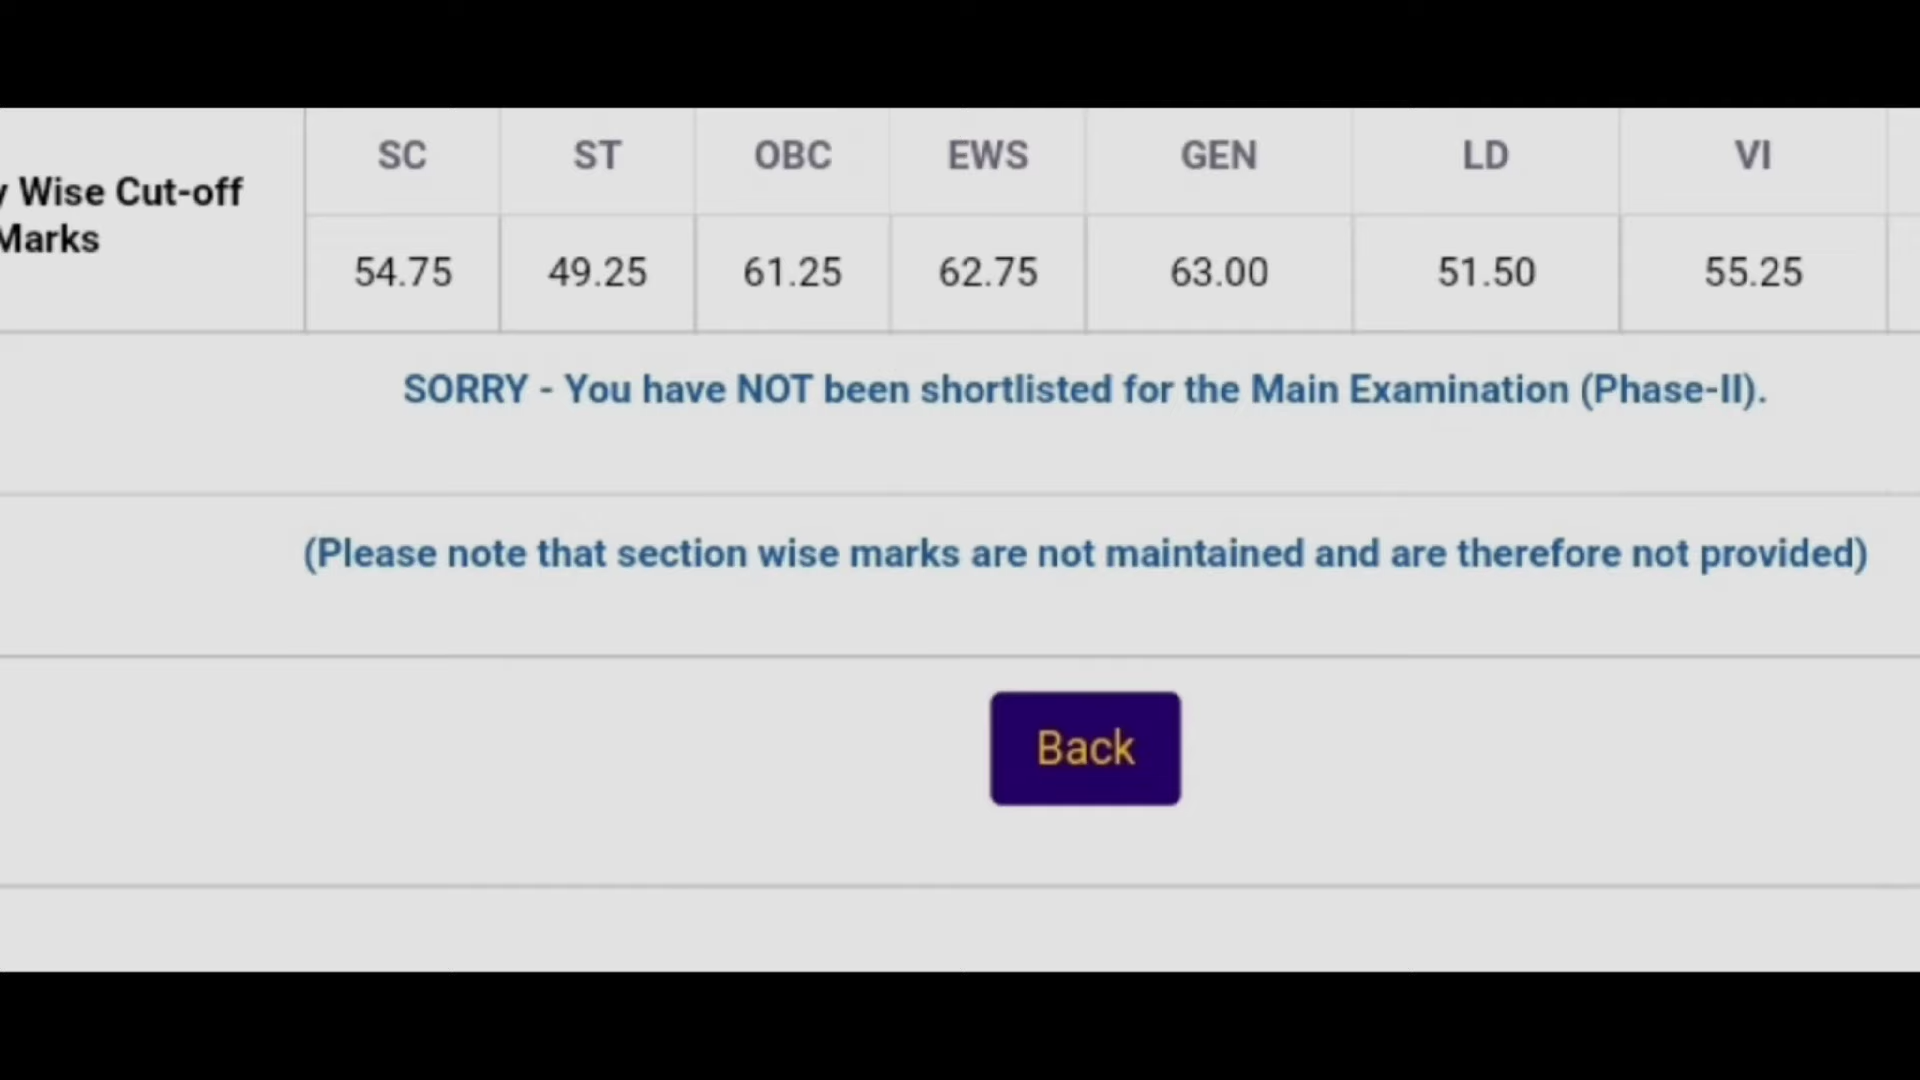 SC ST OBC EWS GEN LD VI
Wise Cut-off
Marks
54.75 49.25 61.25 62.75 63.00 51.50 55.25
SORRY - You have NOT been shortlisted for the Main Examination (Phase-II).
(Please note that section wise marks are not maintained and are therefore not provided)
Back